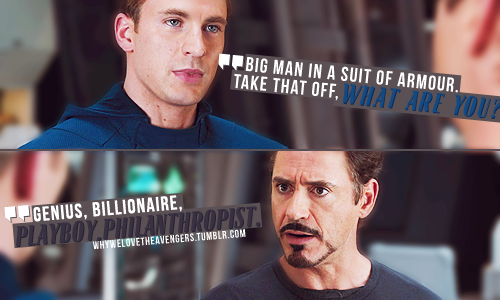 BIG MAN IN A SUIT OF ARMOUR.
TAKE THAT OFF, WHAT ARE YOU?
GENIUS, BILLIONAIRE,
PLAYBOY, PHILANTHROPIST.
WHYWELOVETHEAVENGERS.TUMBLR.COM